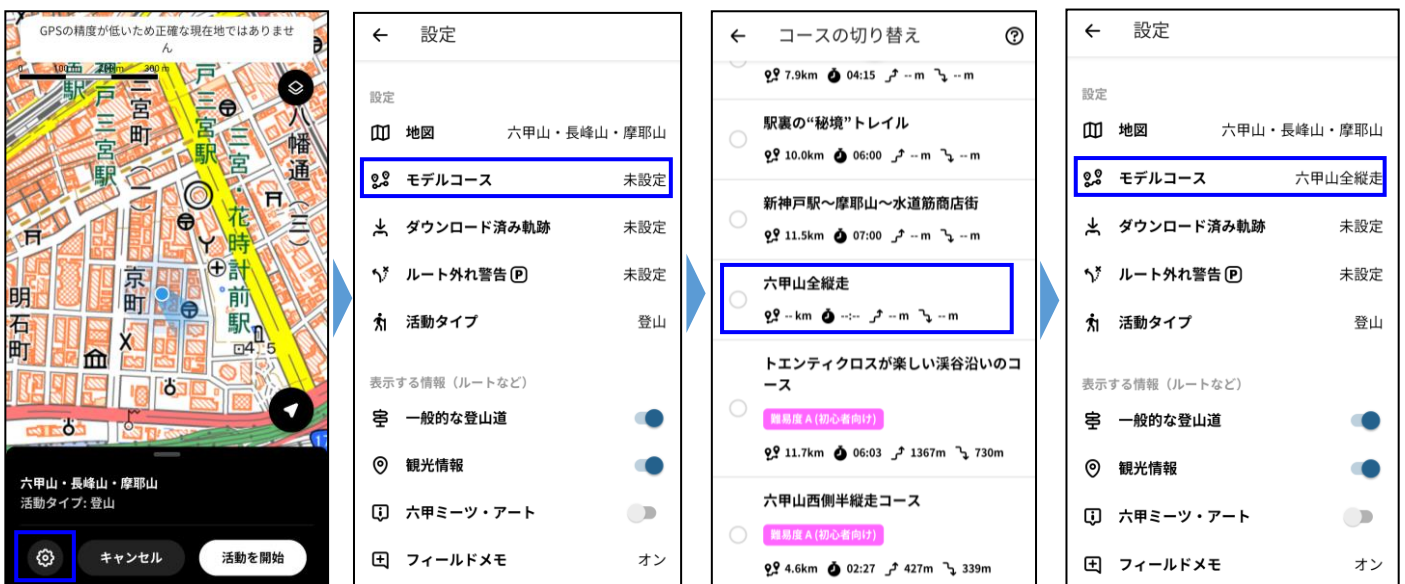 GPSの精度が低いため正確な現在地ではありませ
ん
0 100 m 200 m 300 m
三宮町(一)
三宮駅
神戸三宮駅
三宮・花時計前駅
八幡通(三)
京町
明石町
45
17
六甲山・長峰山・摩耶山
活動タイプ: 登山
キャンセル
活動を開始
← 設定
設定
地図 六甲山・長峰山・摩耶山
モデルコース 未設定
ダウンロード済み軌跡 未設定
ルート外れ警告 P 未設定
活動タイプ 登山
表示する情報(ルートなど)
一般的な登山道
観光情報
六甲ミーツ・アート
フィールドメモ オン
← コースの切り替え ?
7.9km 04:15 -- m -- m
駅裏の“秘境”トレイル
10.0km 06:00 -- m -- m
新神戸駅〜摩耶山〜水道筋商店街
11.5km 07:00 -- m -- m
六甲山全縦走
-- km --:-- -- m -- m
トエンティクロスが楽しい渓谷沿いのコ
ース
難易度 A (初心者向け)
11.7km 06:03 1367m 730m
六甲山西側半縦走コース
難易度 A (初心者向け)
4.6km 02:27 427m 339m
← 設定
設定
地図 六甲山・長峰山・摩耶山
モデルコース 六甲山全縦走
ダウンロード済み軌跡 未設定
ルート外れ警告 P 未設定
活動タイプ 登山
表示する情報(ルートなど)
一般的な登山道
観光情報
六甲ミーツ・アート
フィールドメモ オン